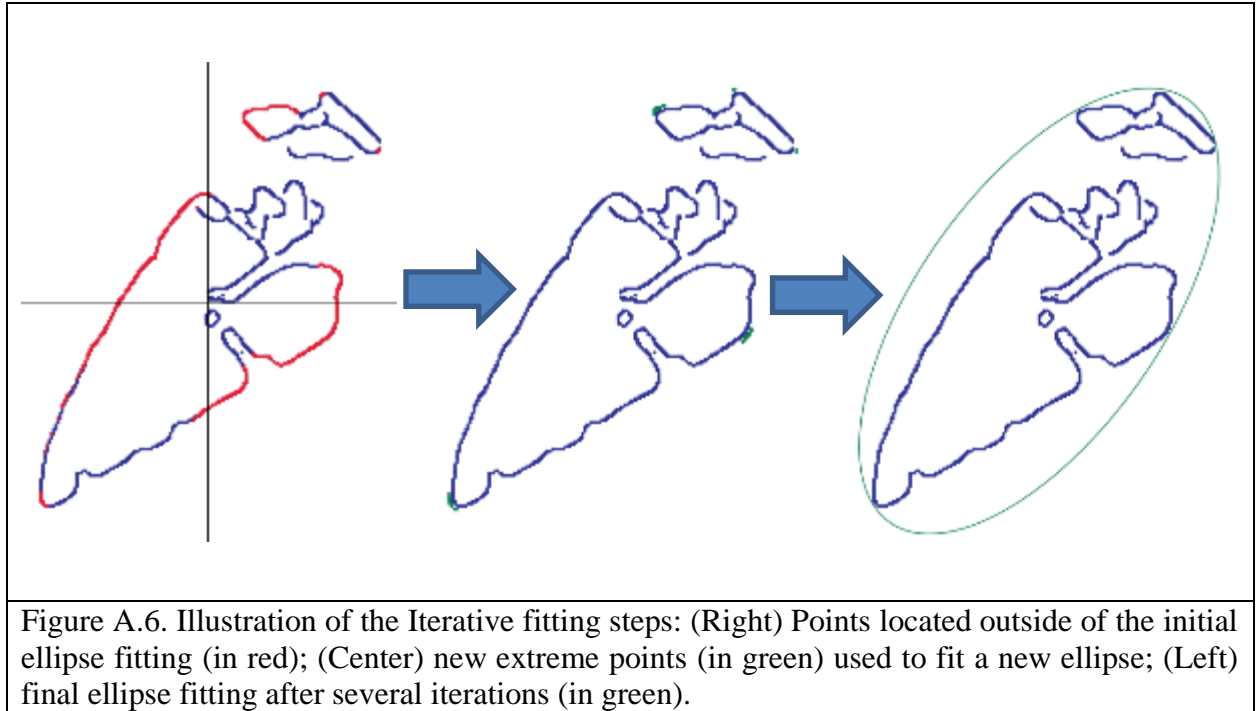 Figure A.6. Illustration of the Iterative fitting steps: (Right) Points located outside of the initial
ellipse fitting (in red); (Center) new extreme points (in green) used to fit a new ellipse; (Left)
final ellipse fitting after several iterations (in green).